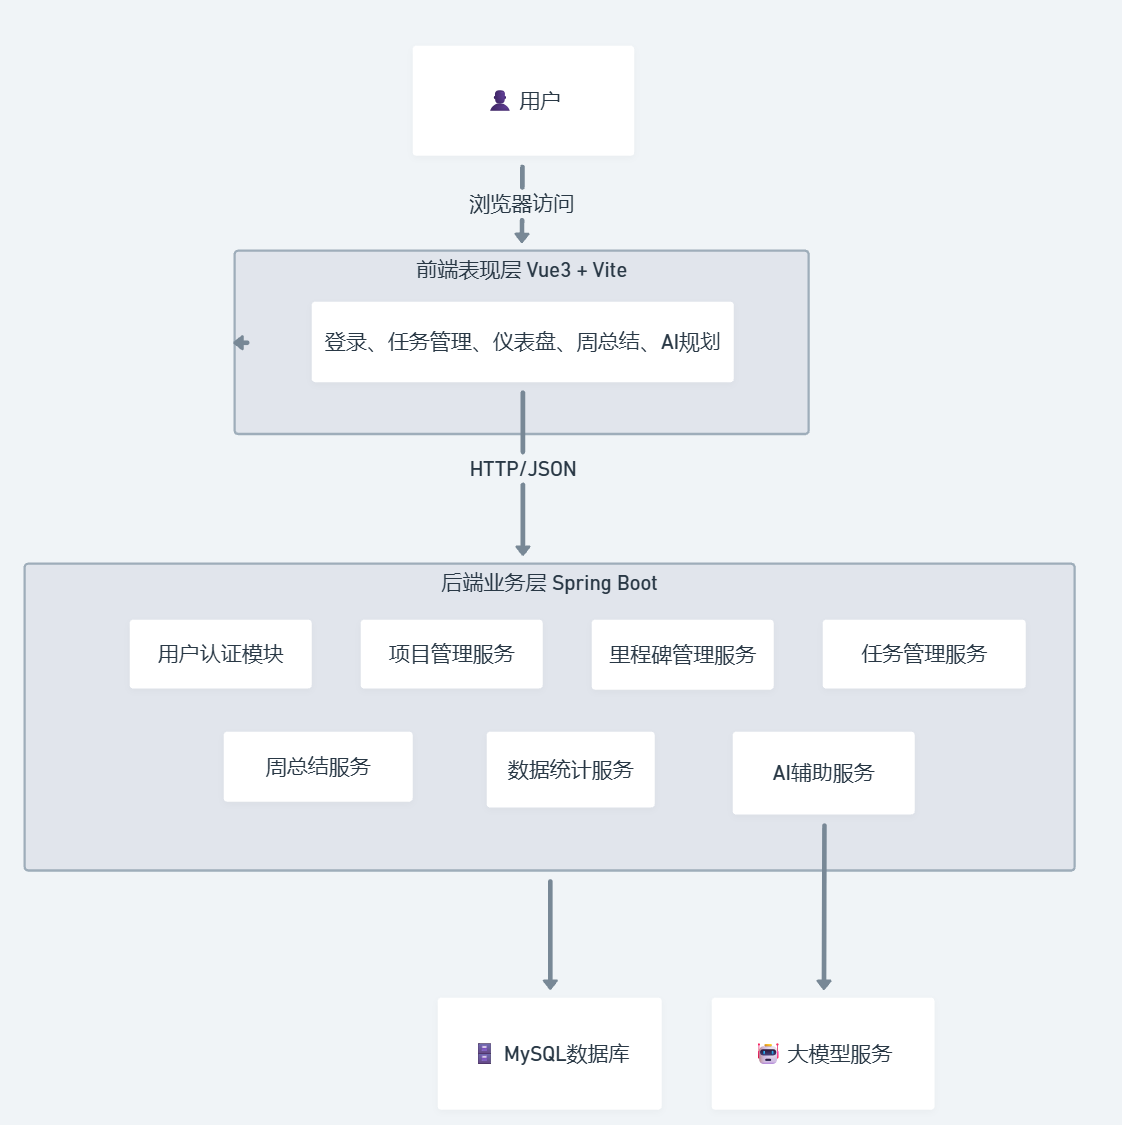 用户
浏览器访问
前端表现层 Vue3 + Vite
登录、任务管理、仪表盘、周总结、AI规划
HTTP/JSON
后端业务层 Spring Boot
用户认证模块
项目管理服务
里程碑管理服务
任务管理服务
周总结服务
数据统计服务
AI辅助服务
MySQL数据库
大模型服务